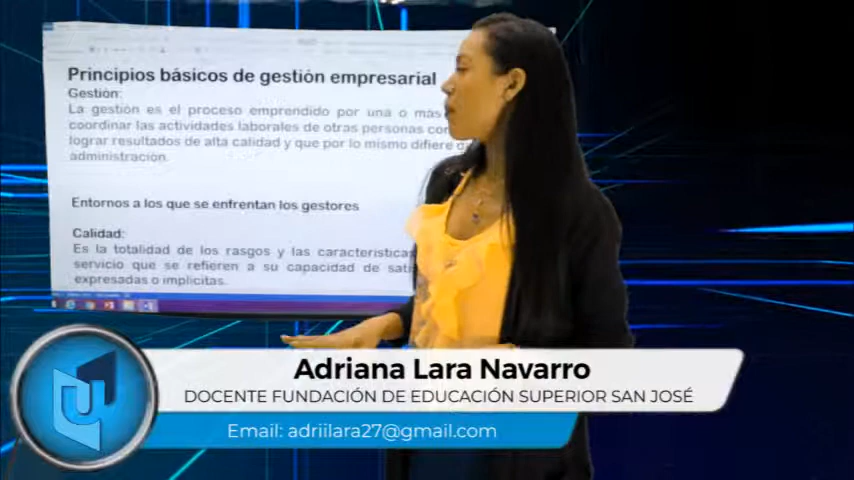 Principios básicos de gestión empresarial
Gestión:
La gestión es el proceso emprendido por una o más
coordinar las actividades laborales de otras personas con
lograr resultados de alta calidad y que por lo mismo difiere
administración.
Entornos a los que se enfrentan los gestores
Calidad:
Es la totalidad de los rasgos y las características
servicio que se refieren a su capacidad de
expresadas o implícitas.
Adriana Lara Navarro
DOCENTE FUNDACIÓN DE EDUCACIÓN SUPERIOR SAN JOSÉ
Email: adriilara27@gmail.com